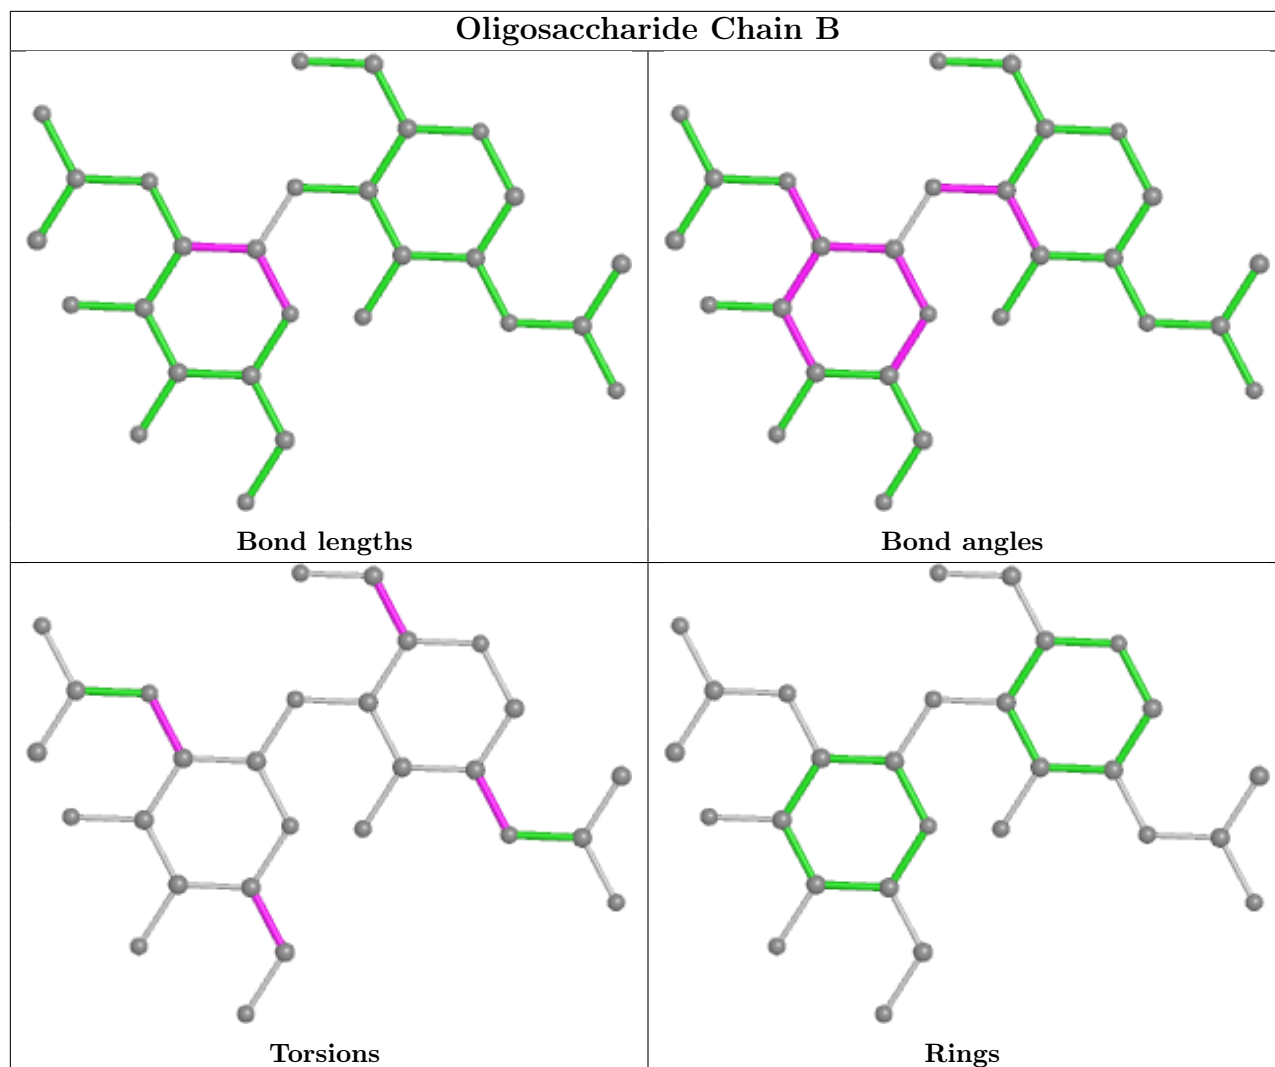 Oligosaccharide Chain B
Bond lengths
Bond angles
Torsions
Rings